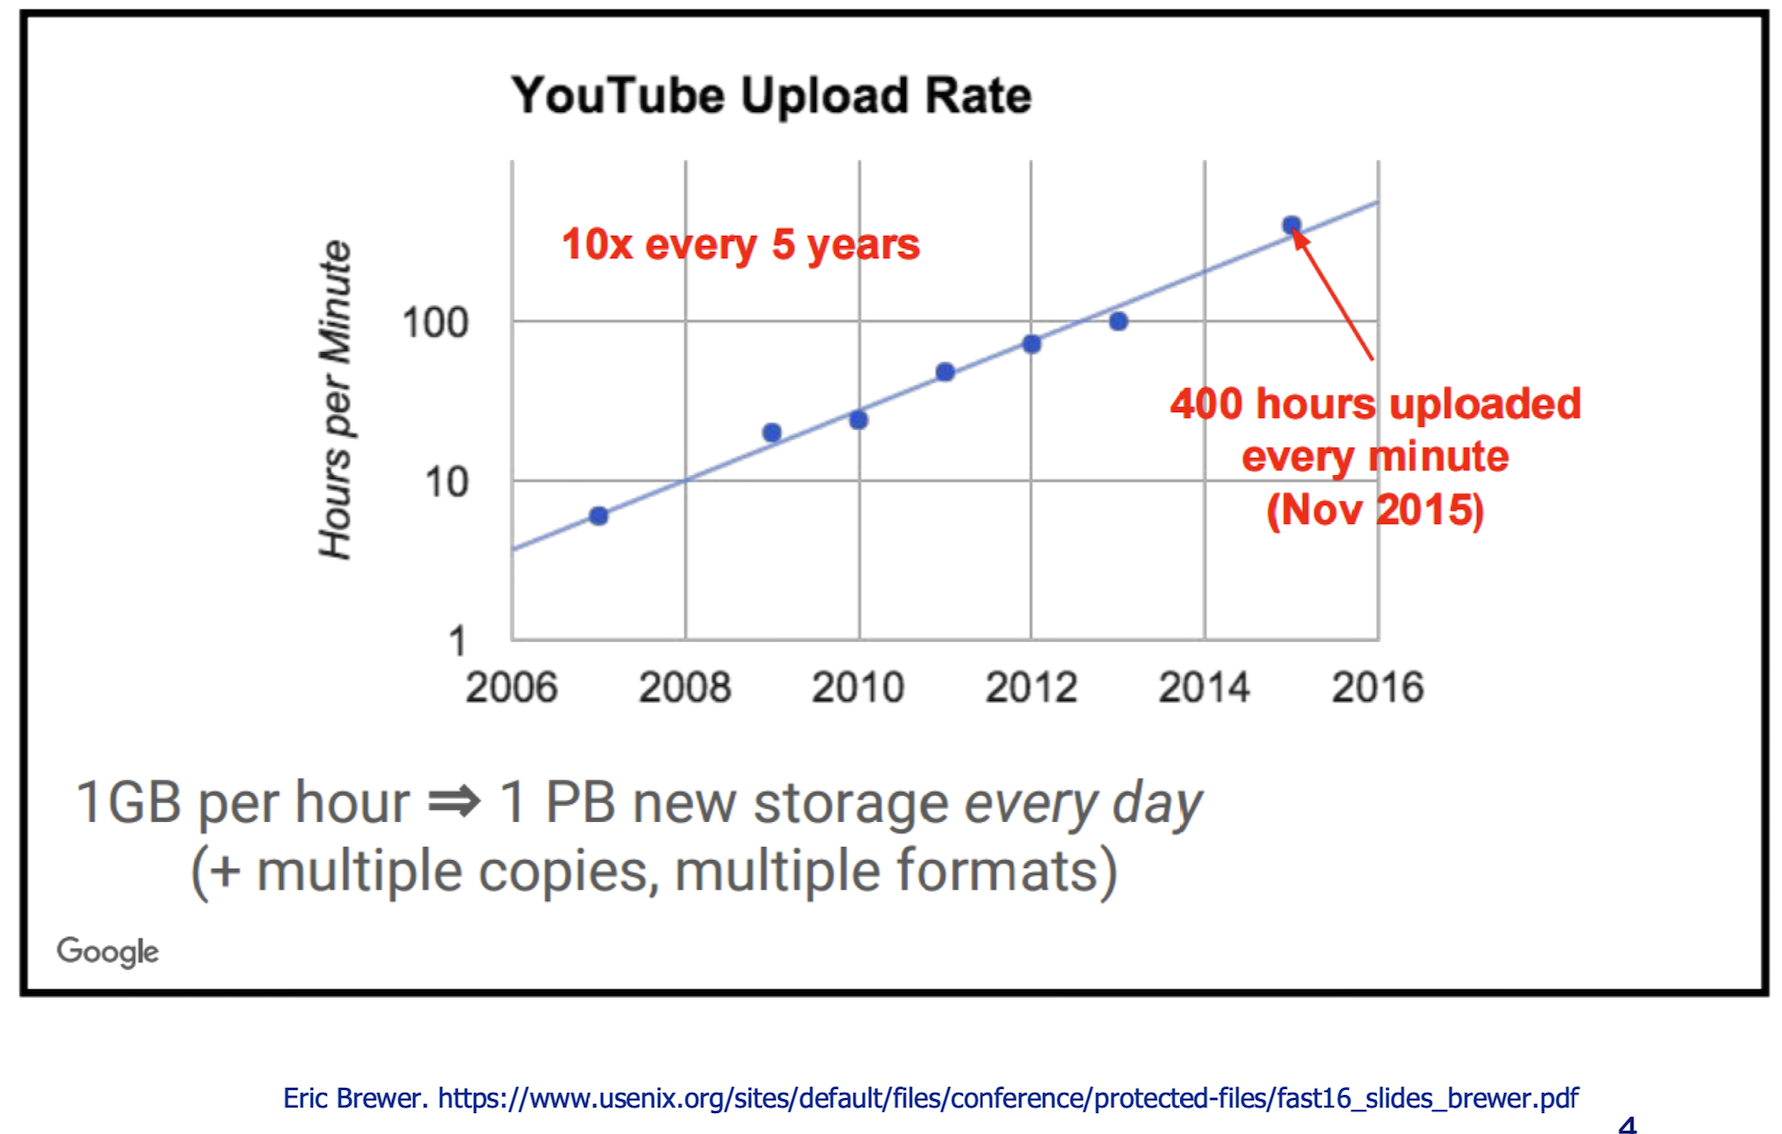 YouTube Upload Rate
10x every 5 years
Hours per Minute
100
10
1
400 hours uploaded
every minute
(Nov 2015)
2006 2008 2010 2012 2014 2016
1GB per hour ⇒ 1 PB new storage every day
(+ multiple copies, multiple formats)
Google
Eric Brewer. https://www.usenix.org/sites/default/files/conference/protected-files/fast16_slides_brewer.pdf
4